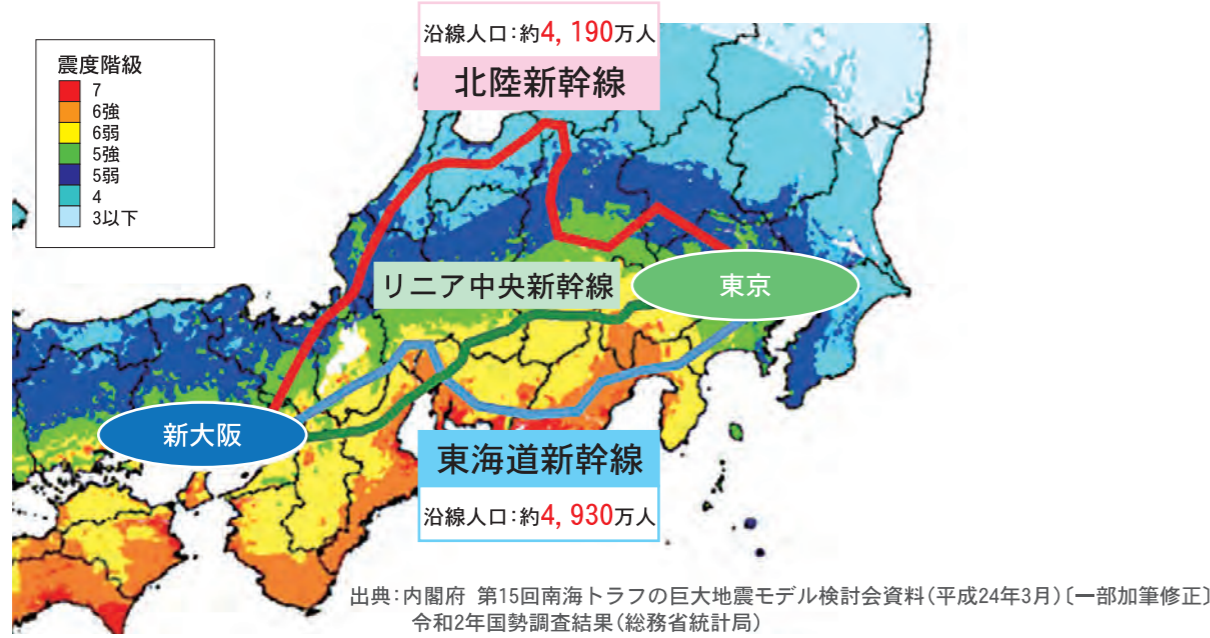 沿線人口:約4,190万人
北陸新幹線
震度階級
7
6強
6弱
5強
5弱
4
3以下
リニア中央新幹線
東京
新大阪
東海道新幹線
沿線人口:約4,930万人
出典:内閣府 第15回南海トラフの巨大地震モデル検討会資料(平成24年3月)〔一部加筆修正〕
令和2年国勢調査結果(総務省統計局)